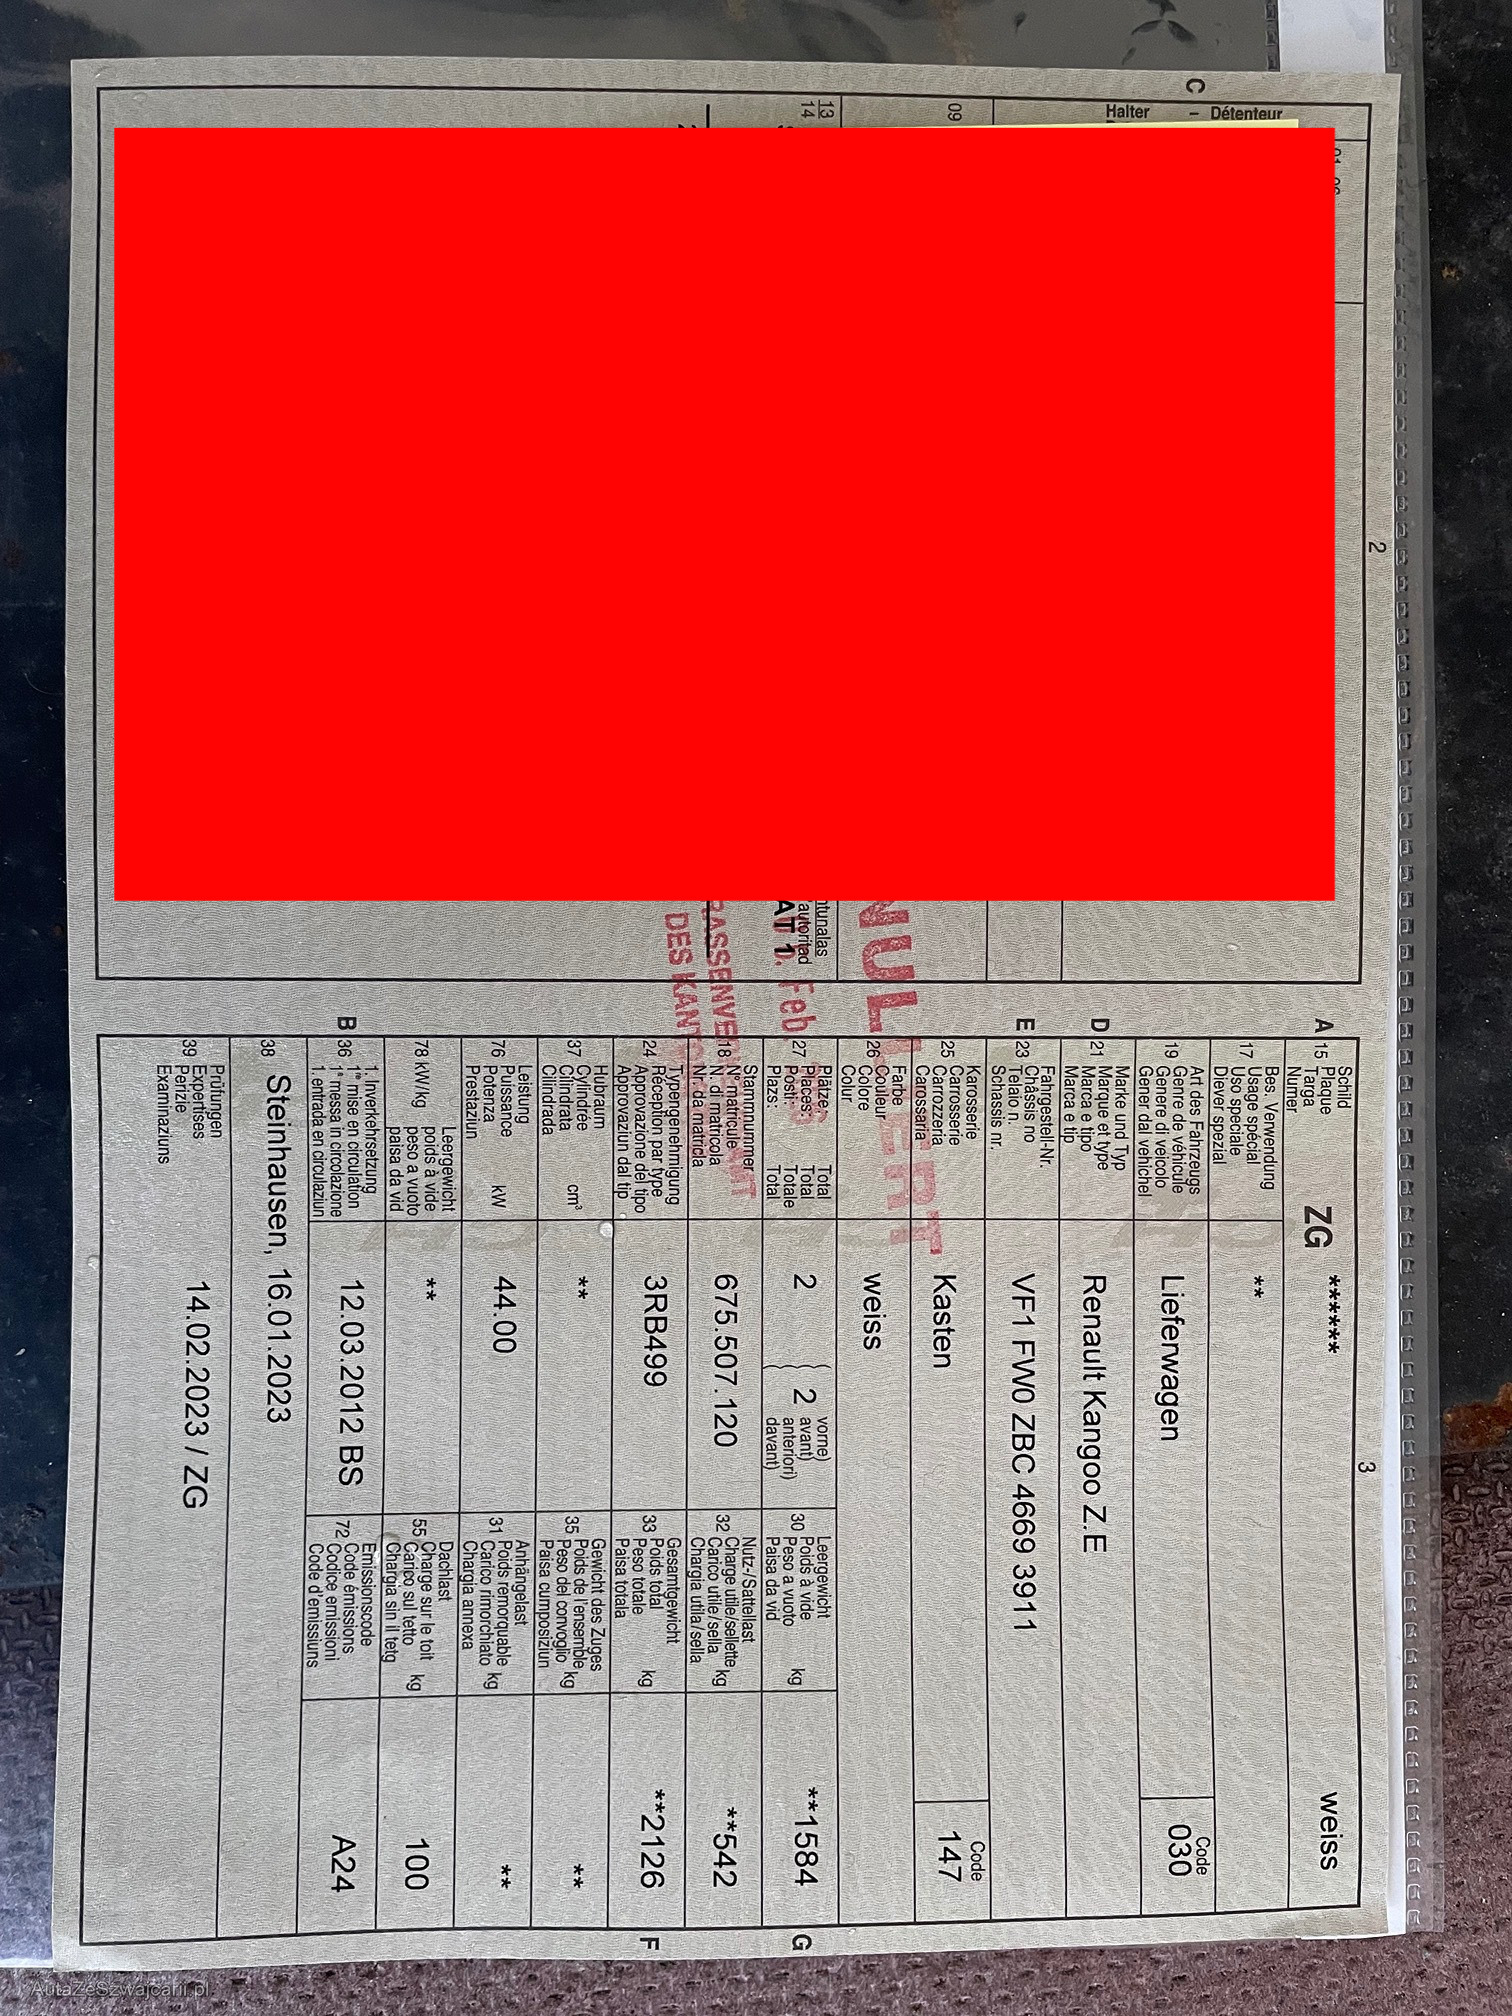 C
Halter - Détenteur
09
13
14
2
ntunalas
'autoritad
AT 1
NULLIERT
. Feb.
DES KANT
3
A 15 Schild
Plaque
Targa
Numer
ZG ****** weiss
17 Bes. Verwendung
Usage spécial
Uso speciale
Diever spezial
**
19 Art des Fahrzeugs
Genre de véhicule
Genere di veicolo
Gener dal vehichel
Lieferwagen
Code
030
D 21 Marke und Typ
Marque et type
Marca e tipo
Marca e tip
Renault Kangoo Z.E
E 23 Fahrgestell-Nr.
Châssis no
Telaio n.
Schassis nr.
VF1 FW0 ZBC 4669 3911
25 Karosserie
Carrosserie
Carrozzeria
Carossaria
Kasten
Code
147
26 Farbe
Couleur
Colore
Colur
weiss
27 Plätze: Total
Places: Total
Posti: Totale
Plazs: Total
2 2
vorne)
avant)
anteriori)
davant)
30 Leergewicht
Poids à vide
Peso a vuoto
Paisa da vid
kg
**1584 G
18 Stammnummer
N° matricule
N. di matricola
Nr. da matricla
675.507.120
32 Nutz-/Sattellast
Charge utile/sellette
Carico utile/sella
Chargia utila/sella
kg
**542
24 Typengenehmigung
Réception par type
Approvazione del tipo
Approvaziun dal tip
3RB499
33 Gesamtgewicht
Poids total
Peso totale
Paisa totala
kg
**2126 F
37 Hubraum
Cylindrée
Cilindrata
Cilindrada
cm³
**
35 Gewicht des Zuges
Poids de l'ensemble
Peso del convoglio
Paisa cumposiziun
kg
**
76 Leistung
Puissance
Potenza
Prestaziun
kW
44.00
31 Anhängelast
Poids remorquable
Carico rimorchiato
Chargia annexa
kg
**
78 kW/kg
Leergewicht
poids à vide
peso a vuoto
paisa da vid
**
55 Dachlast
Charge sur le toit
Carico sul tetto
Chargia sin il tetg
kg
100
B 36 1. Inverkehrsetzung
1re mise en circulation
1a messa in circolazione
1. entrada en circulaziun
12.03.2012 BS
72 Emissionscode
Code émissions
Codice emissioni
Code d'emissiuns
A24
38 Steinhausen, 16.01.2023
39 Prüfungen
Expertises
Perizie
Examinaziuns
14.02.2023 / ZG
AutaZeSzwajcarii.pl